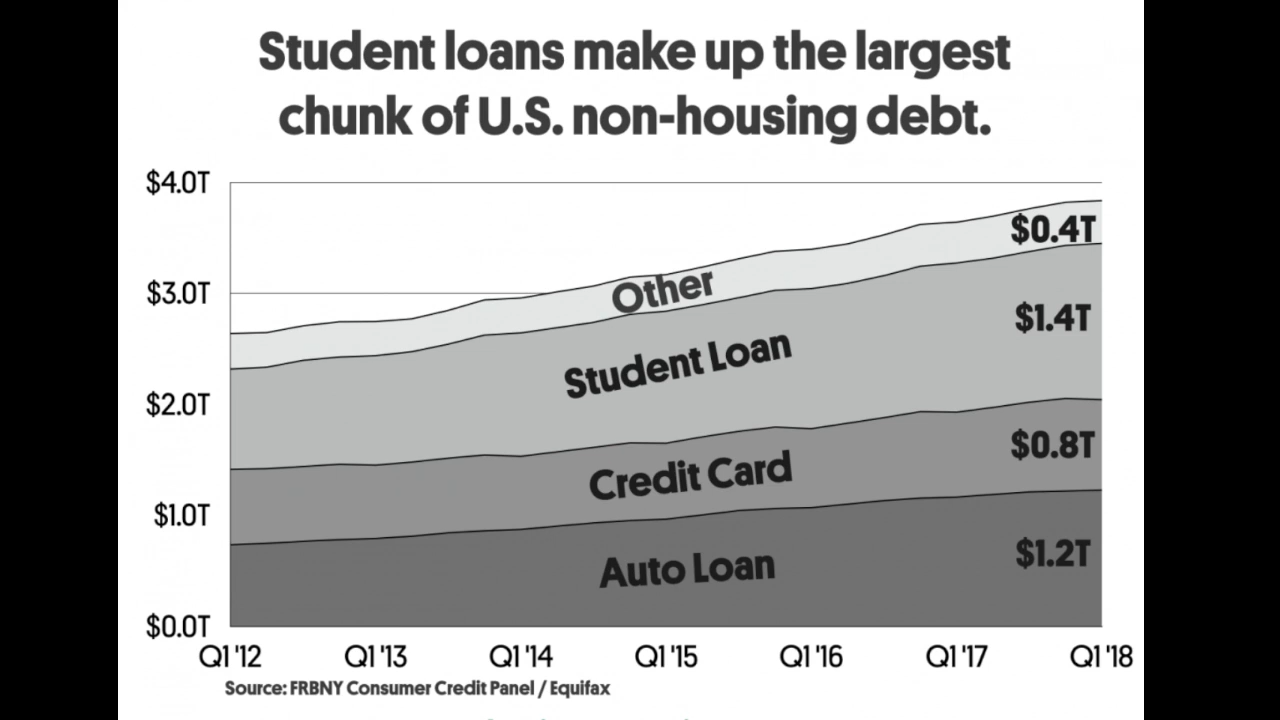 Student loans make up the largest
chunk of U.S. non-housing debt.
$4.0T
$0.4T
$3.0T
Other
$1.4T
Student Loan
$2.0T
$0.8T
Credit Card
$1.0T
$1.2T
Auto Loan
$0.0T
Q1 '12 Q1 '13 Q1 '14 Q1 '15 Q1 '16 Q1 '17 Q1 '18
Source: FRBNY Consumer Credit Panel / Equifax